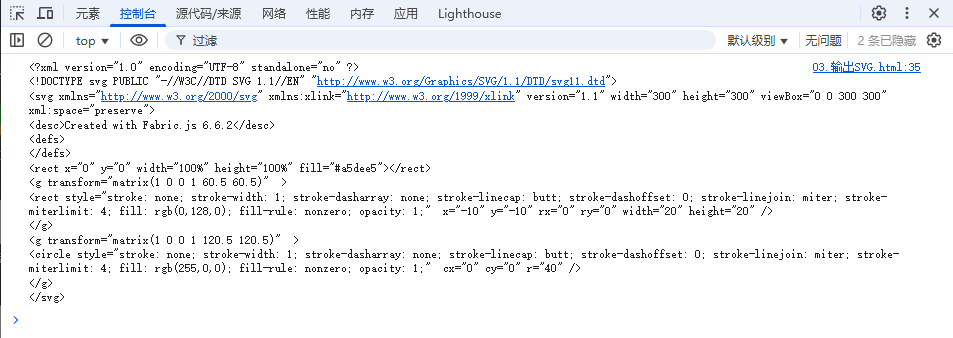 元素 控制台 源代码/来源 网络 性能 内存 应用 Lighthouse
top 过滤 默认级别 无问题 2 条已隐藏
<?xml version="1.0" encoding="UTF-8" standalone="no" ?> 03.输出SVG.html:35
<!DOCTYPE svg PUBLIC "-//W3C//DTD SVG 1.1//EN" "http://www.w3.org/Graphics/SVG/1.1/DTD/svg11.dtd">
<svg xmlns="http://www.w3.org/2000/svg" xmlns:xlink="http://www.w3.org/1999/xlink" version="1.1" width="300" height="300" viewBox="0 0 300 300"
xml:space="preserve">
<desc>Created with Fabric.js 6.6.2</desc>
<defs>
</defs>
<rect x="0" y="0" width="100%" height="100%" fill="#a5dee5"></rect>
<g transform="matrix(1 0 0 1 60.5 60.5)"  >
<rect style="stroke: none; stroke-width: 1; stroke-dasharray: none; stroke-linecap: butt; stroke-dashoffset: 0; stroke-linejoin: miter; stroke-
miterlimit: 4; fill: rgb(0,128,0); fill-rule: nonzero; opacity: 1;"  x="-10" y="-10" rx="0" ry="0" width="20" height="20" />
</g>
<g transform="matrix(1 0 0 1 120.5 120.5)"  >
<circle style="stroke: none; stroke-width: 1; stroke-dasharray: none; stroke-linecap: butt; stroke-dashoffset: 0; stroke-linejoin: miter; stroke-
miterlimit: 4; fill: rgb(255,0,0); fill-rule: nonzero; opacity: 1;"  cx="0" cy="0" r="40" />
</g>
</svg>